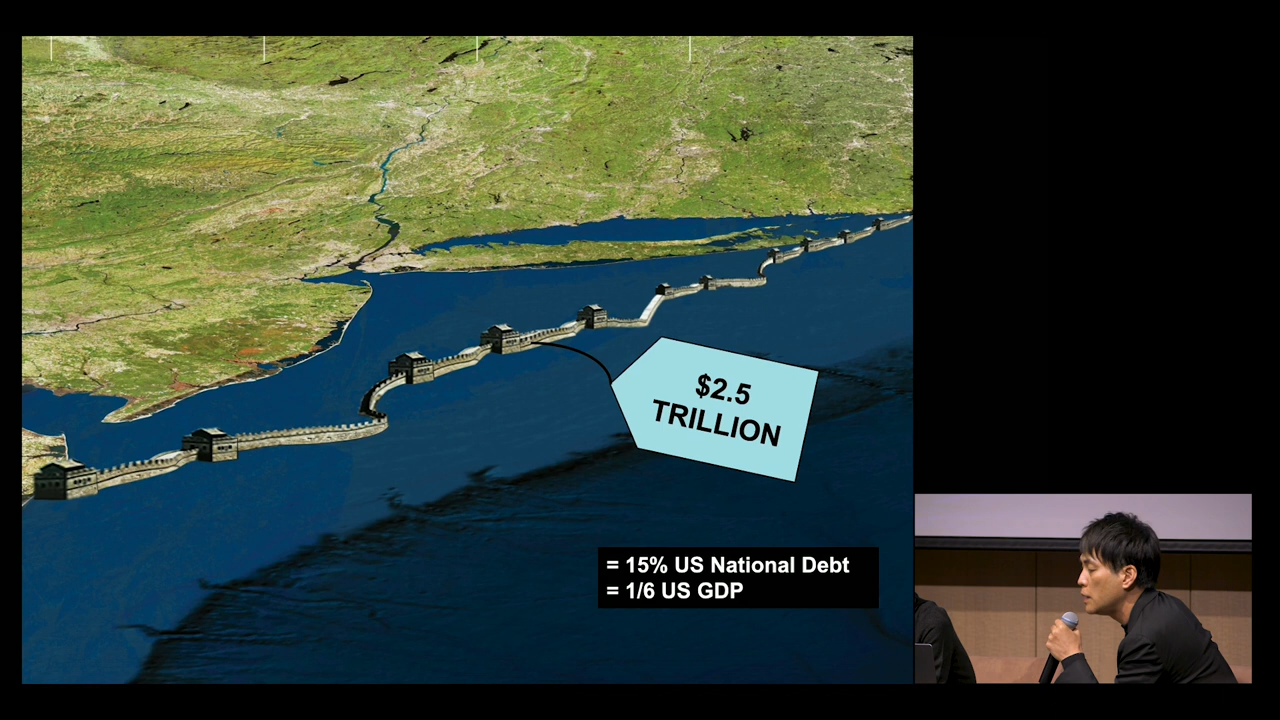 $2.5
TRILLION
= 15% US National Debt
= 1/6 US GDP